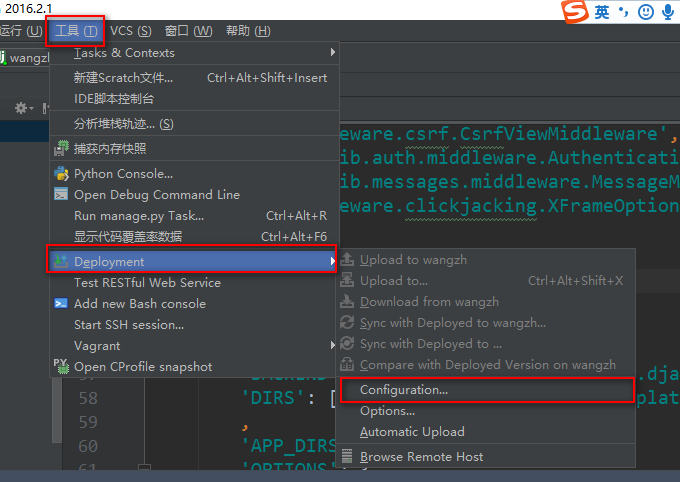 2016.2.1
英
运行 (U) 工具 (T) VCS (S) 窗口 (W) 帮助 (H)
wangzh
Tasks & Contexts
新建Scratch文件... Ctrl+Alt+Shift+Insert
IDE脚本控制台
分析堆栈轨迹... (S)
捕获内存快照
Python Console...
Open Debug Command Line
Run manage.py Task... Ctrl+Alt+R
显示代码覆盖率数据 Ctrl+Alt+F6
Deployment
Test RESTful Web Service
Add new Bash console
Start SSH session...
Vagrant
Open CProfile snapshot
eware.csrf.CsrfViewMiddleware',
ib.auth.middleware.Authenticati
ib.messages.middleware.MessageM
eware.clickjacking.XFrameOption
Upload to wangzh
Upload to... Ctrl+Alt+Shift+X
Download from wangzh
Sync with Deployed to wangzh...
Sync with Deployed to ...
Compare with Deployed Version on wangzh
Configuration...
Options...
Automatic Upload
Browse Remote Host
.dja
58 'DIRS': [ plat
59 ,
60 'APP_DIRS
61 'OPTIONS'